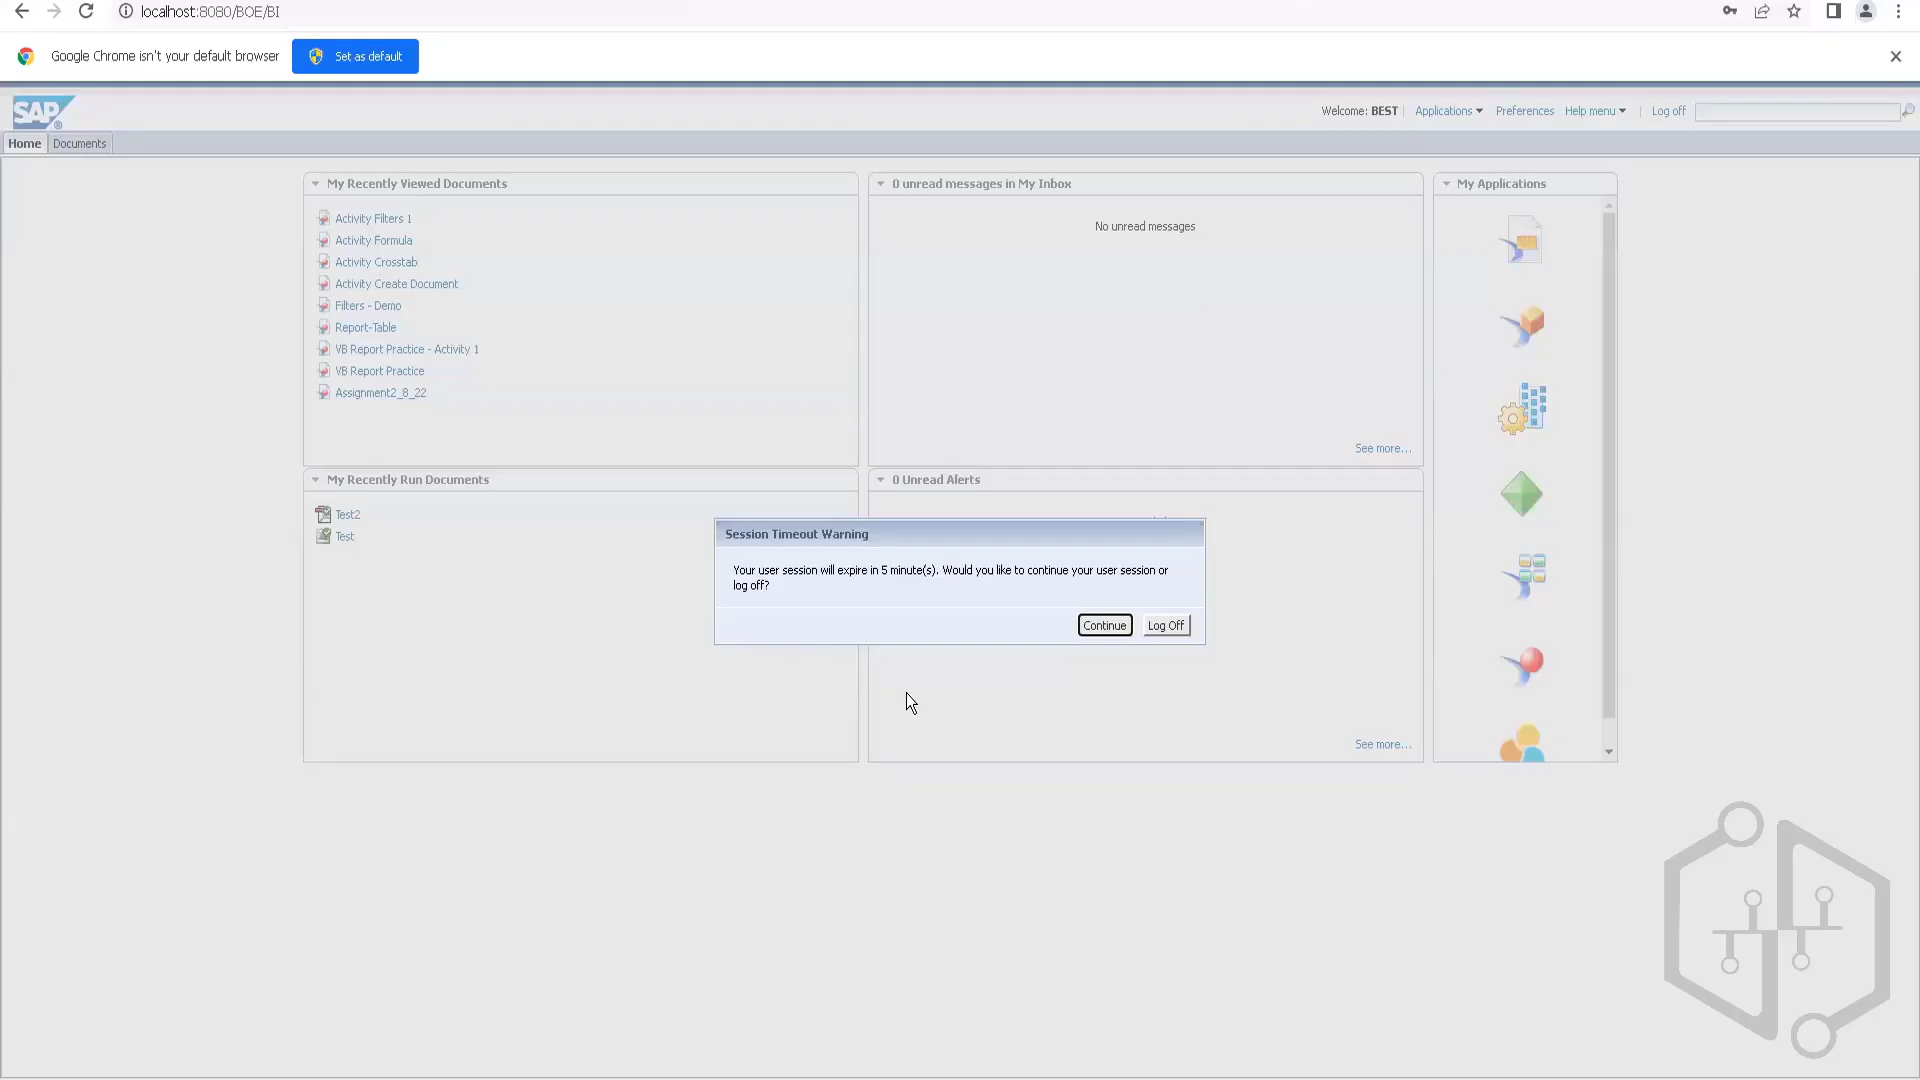 localhost:8080/BOE/BI
Google Chrome isn't your default browser
Set as default
SAP
Welcome: BEST
Applications
Preferences
Help menu
Log off
Home
Documents
My Recently Viewed Documents
Activity Filters 1
Activity Formula
Activity Crosstab
Activity Create Document
Filters - Demo
Report-Table
VB Report Practice - Activity 1
VB Report Practice
Assignment2_8_22
0 unread messages in My Inbox
No unread messages
See more...
My Applications
My Recently Run Documents
Test2
Test
0 Unread Alerts
See more...
Session Timeout Warning
Your user session will expire in 5 minute(s). Would you like to continue your user session or
log off?
Continue
Log Off